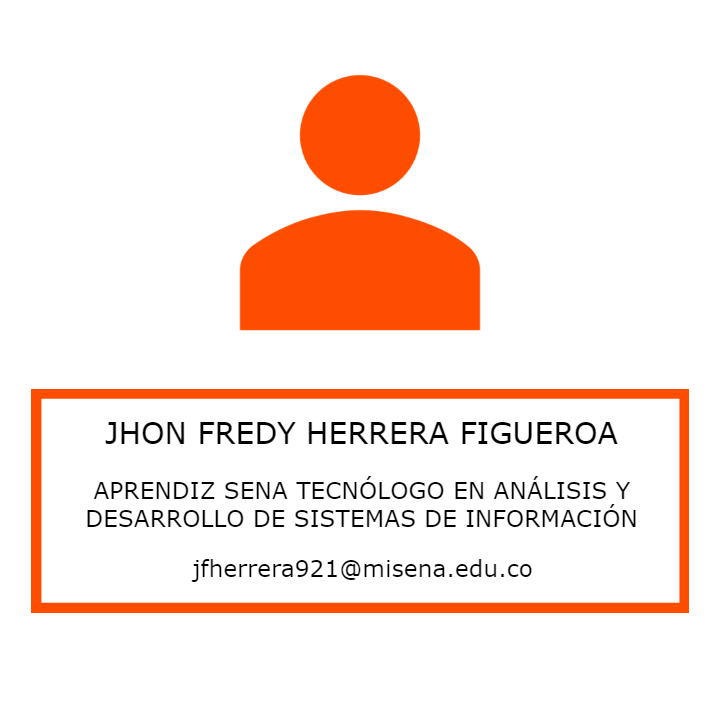 JHON FREDY HERRERA FIGUEROA
APRENDIZ SENA TECNÓLOGO EN ANÁLISIS Y
DESARROLLO DE SISTEMAS DE INFORMACIÓN
jfherrera921@misena.edu.co